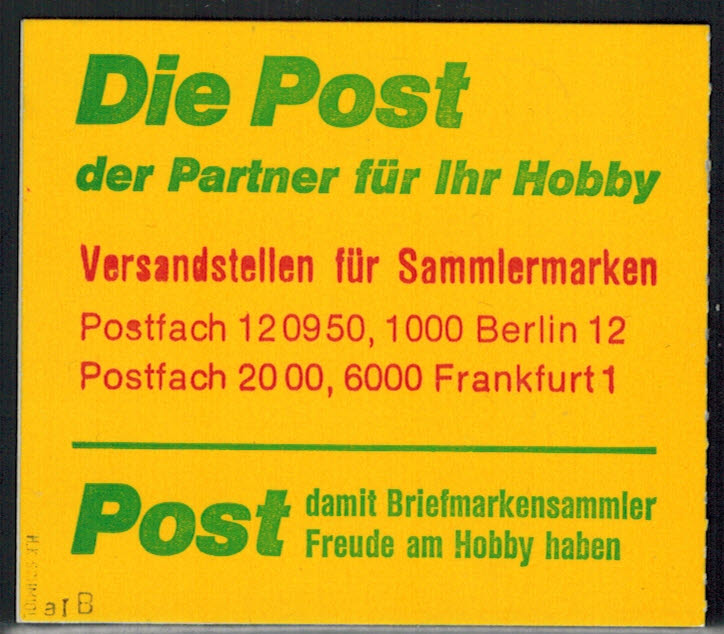 Die Post
der Partner für Ihr Hobby
Versandstellen für Sammlermarken
Postfach 12 09 50, 1000 Berlin 12
Postfach 20 00, 6000 Frankfurt 1
Post
damit Briefmarkensammler
Freude am Hobby haben